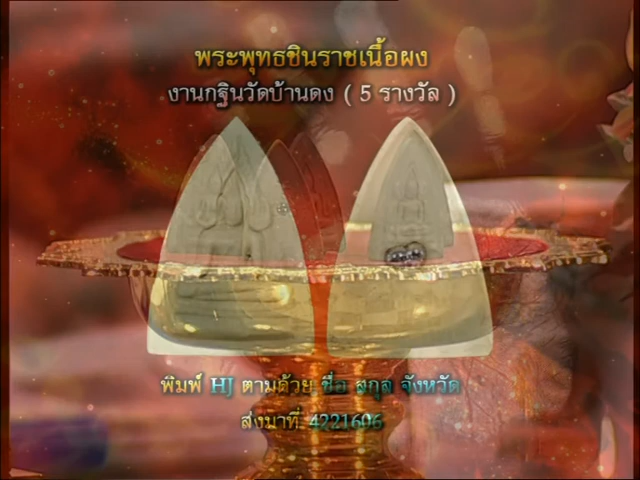 พระพุทธชินราชเนื้อผง
งานกฐินวัดบ้านดง ( 5 รางวัล )
พิมพ์ HJ ตามด้วย ชื่อ สกุล จังหวัด
ส่งมาที่ 4221606